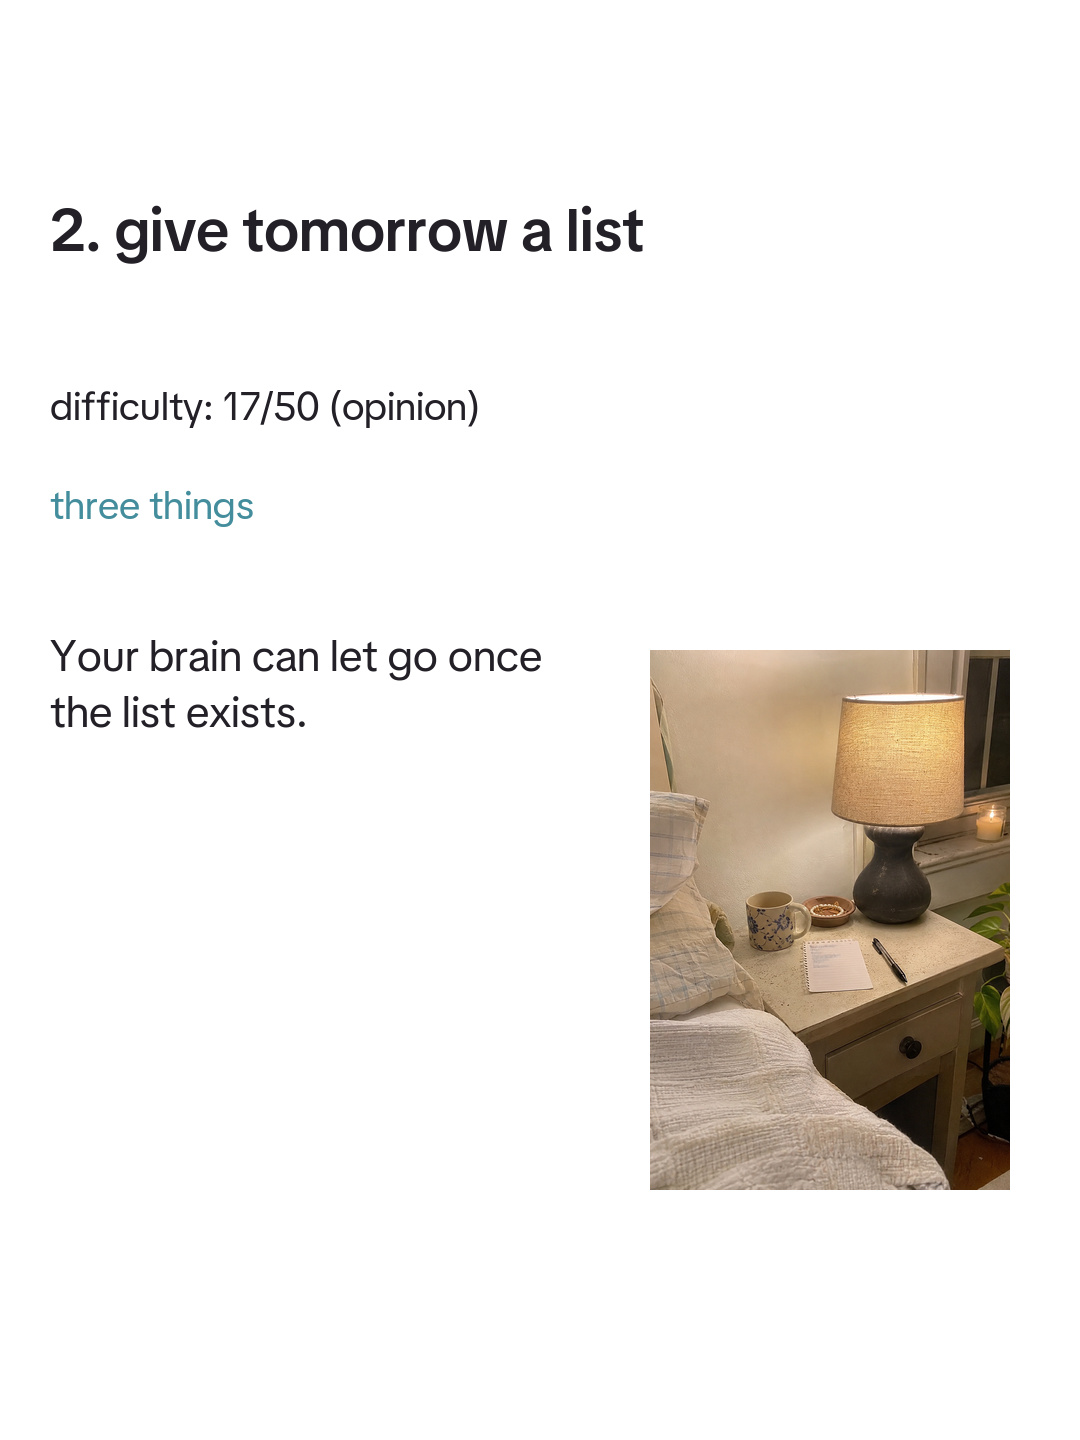 2. give tomorrow a list
difficulty: 17/50 (opinion)
three things
Your brain can let go once
the list exists.